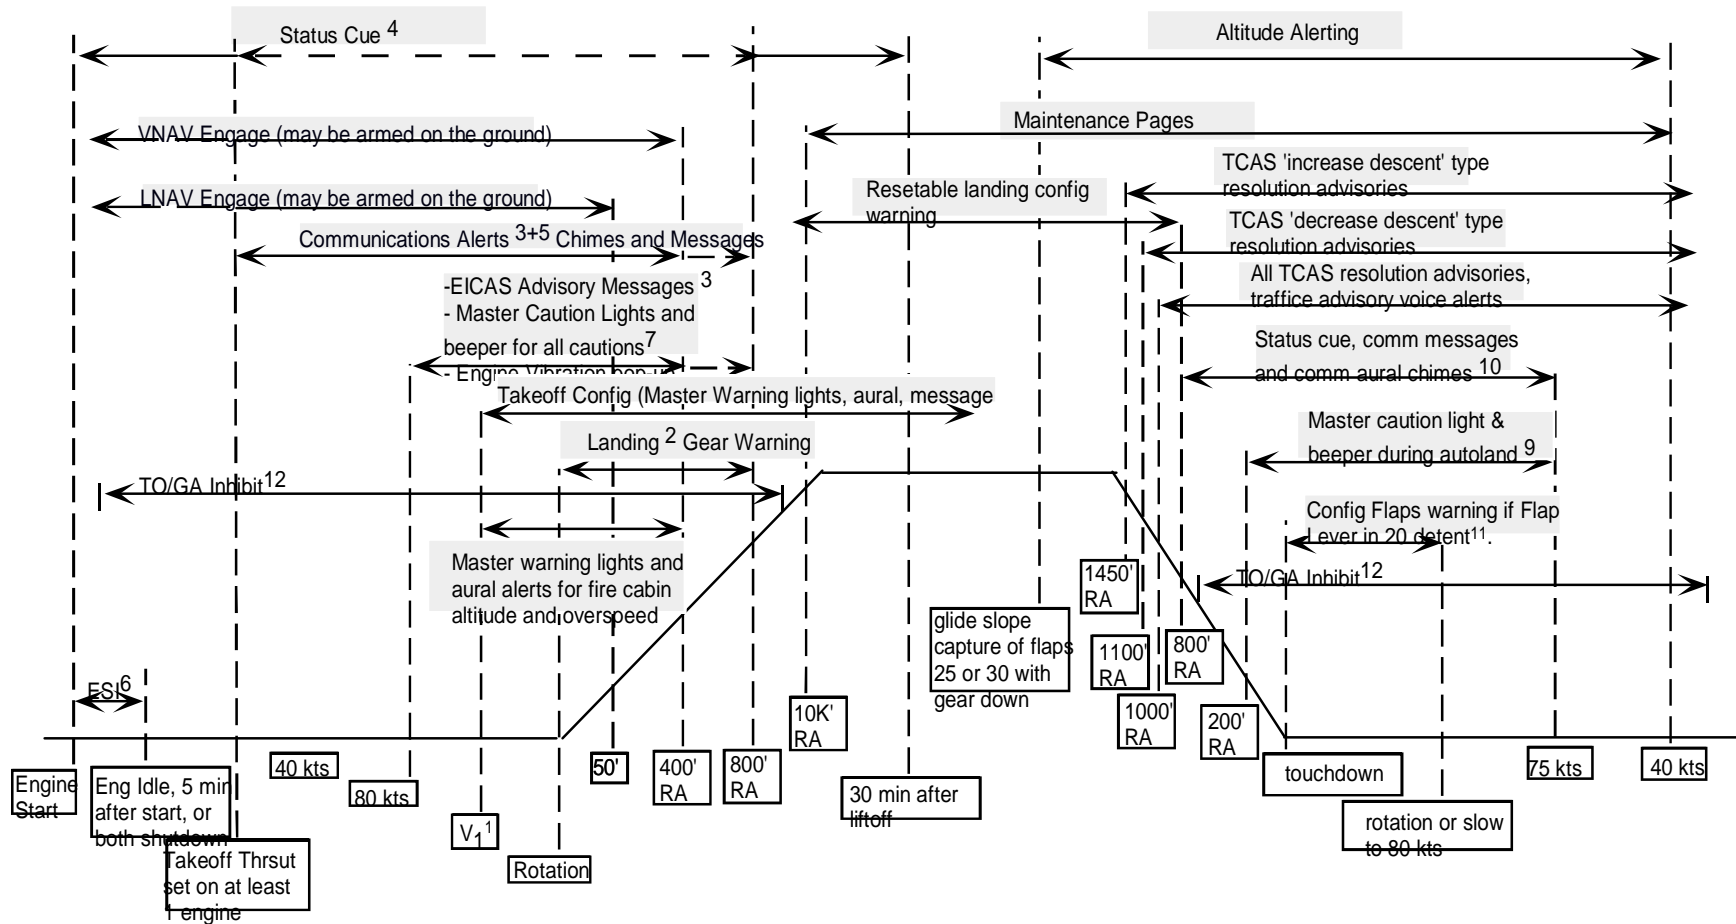 Status Cue 4
Altitude Alerting
VNAV Engage (may be armed on the ground)
Maintenance Pages
TCAS 'increase descent' type
resolution advisories
LNAV Engage (may be armed on the ground)
Resetable landing config
warning
TCAS 'decrease descent' type
resolution advisories
Communications Alerts 3+5 Chimes and Messages
All TCAS resolution advisories,
traffice advisory voice alerts
-EICAS Advisory Messages 3
- Master Caution Lights and
beeper for all cautions7
- Engine Vibration pop-up
Status cue, comm messages
and comm aural chimes 10
Takeoff Config (Master Warning lights, aural, message
Landing 2 Gear Warning
Master caution light &
beeper during autoland 9
TO/GA Inhibit12
Config Flaps warning if Flap
Lever in 20 detent11.
Master warning lights and
aural alerts for fire cabin
altitude and overspeed
TO/GA Inhibit12
1450'
RA
glide slope
capture of flaps
25 or 30 with
gear down
1100'
RA
800'
RA
ESI6
10K'
RA
1000'
RA
200'
RA
Engine
Start
Eng Idle, 5 min
after start, or
both shutdown
40 kts
80 kts
50'
400'
RA
800'
RA
30 min after
liftoff
touchdown
75 kts
40 kts
V11
Rotation
rotation or slow
to 80 kts
Takeoff Thrsut
set on at least
1 engine